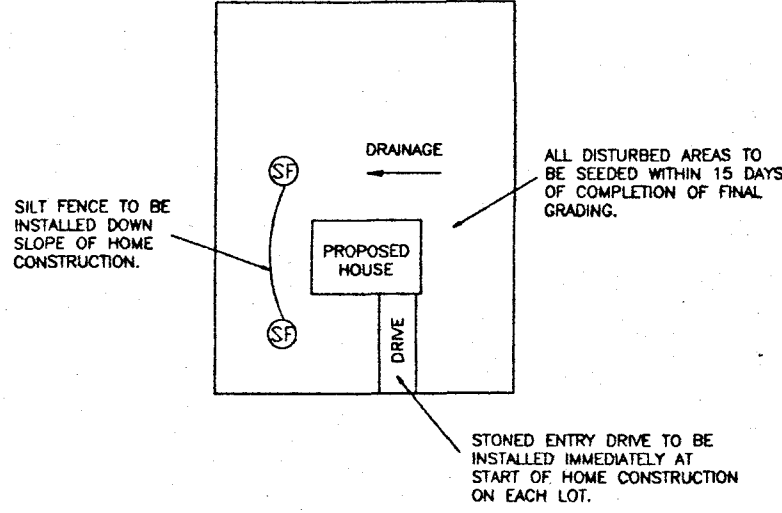 DRAINAGE
ALL DISTURBED AREAS TO
BE SEEDED WITHIN 15 DAYS
OF COMPLETION OF FINAL
GRADING.
SF
SILT FENCE TO BE
INSTALLED DOWN
SLOPE OF HOME
CONSTRUCTION.
PROPOSED
HOUSE
SF
DRIVE
STONED ENTRY DRIVE TO BE
INSTALLED IMMEDIATELY AT
START OF HOME CONSTRUCTION
ON EACH LOT.